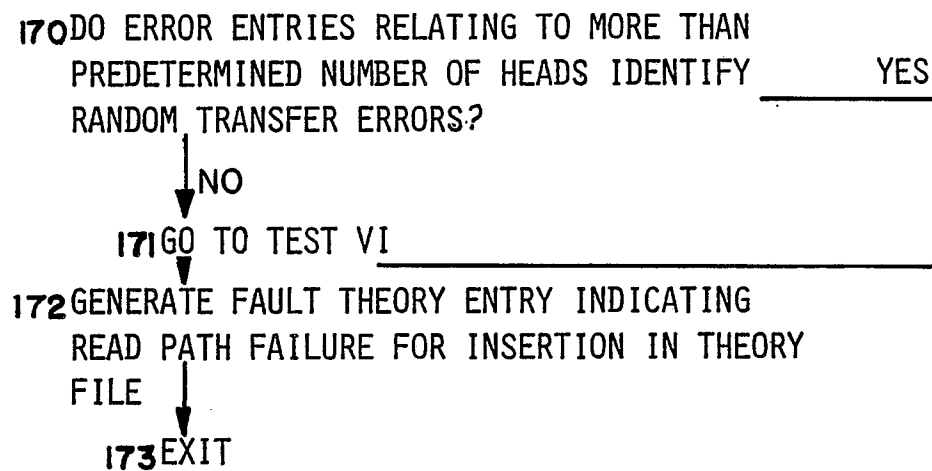 170 DO ERROR ENTRIES RELATING TO MORE THAN
PREDETERMINED NUMBER OF HEADS IDENTIFY YES
RANDOM TRANSFER ERRORS?
NO
171 GO TO TEST VI
172 GENERATE FAULT THEORY ENTRY INDICATING
READ PATH FAILURE FOR INSERTION IN THEORY
FILE
173 EXIT